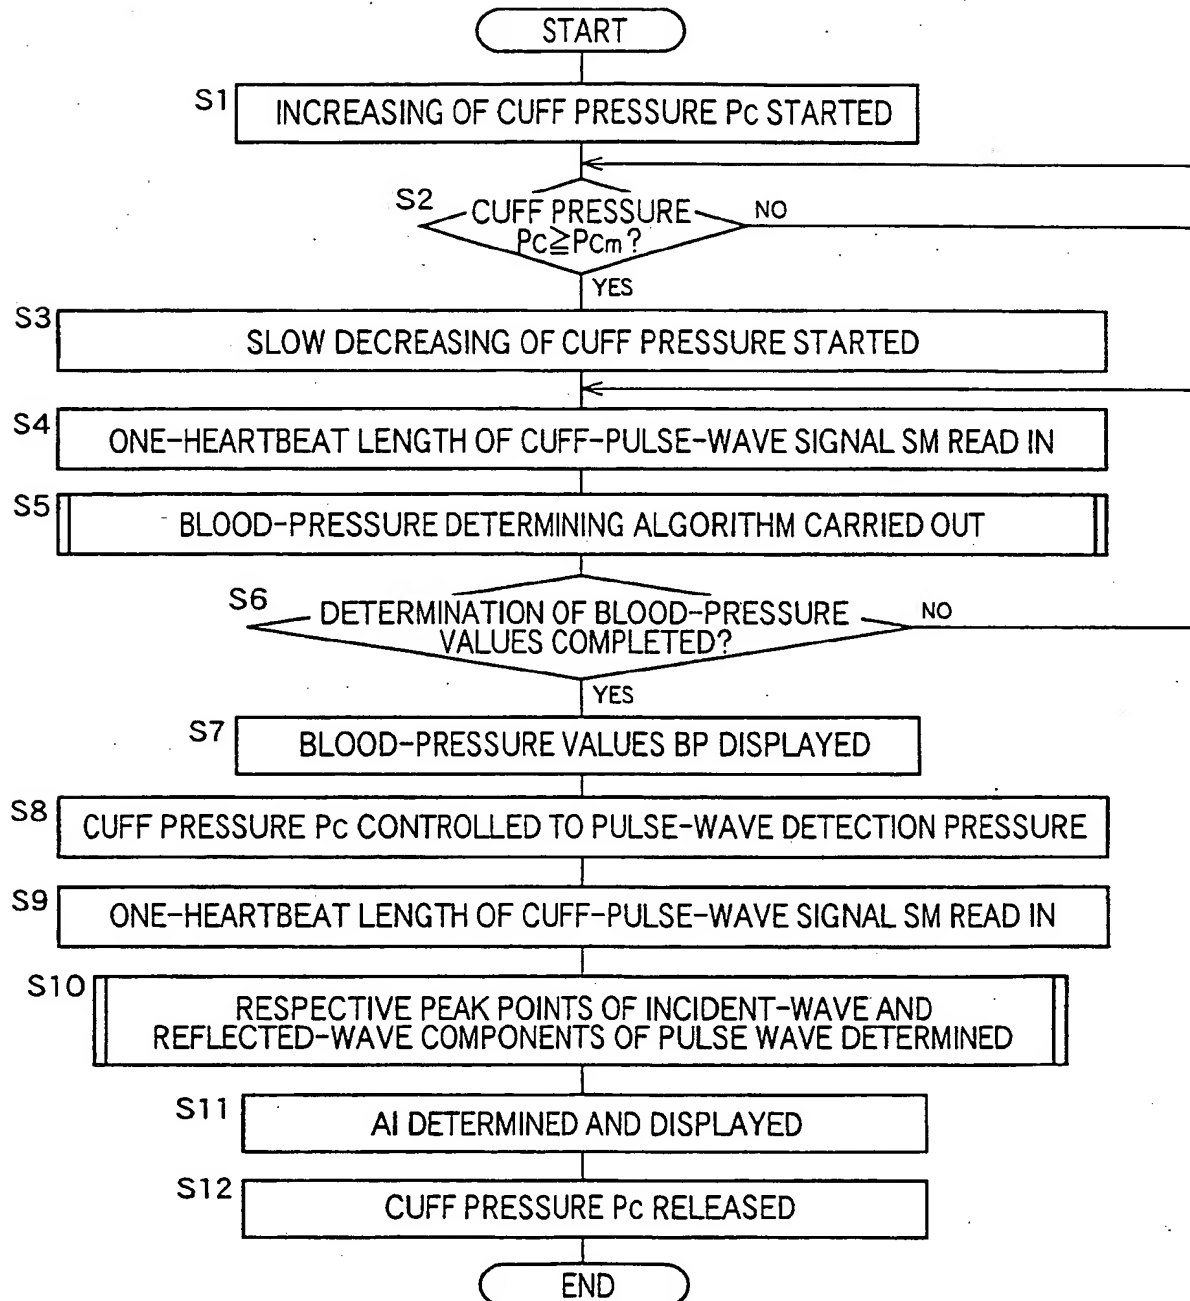 START
S1
INCREASING OF CUFF PRESSURE Pc STARTED
S2
CUFF PRESSURE
Pc≧Pcm?
NO
YES
S3
SLOW DECREASING OF CUFF PRESSURE STARTED
S4
ONE-HEARTBEAT LENGTH OF CUFF-PULSE-WAVE SIGNAL SM READ IN
S5
BLOOD-PRESSURE DETERMINING ALGORITHM CARRIED OUT
S6
DETERMINATION OF BLOOD-PRESSURE
VALUES COMPLETED?
NO
YES
S7
BLOOD-PRESSURE VALUES BP DISPLAYED
S8
CUFF PRESSURE Pc CONTROLLED TO PULSE-WAVE DETECTION PRESSURE
S9
ONE-HEARTBEAT LENGTH OF CUFF-PULSE-WAVE SIGNAL SM READ IN
S10
RESPECTIVE PEAK POINTS OF INCIDENT-WAVE AND
REFLECTED-WAVE COMPONENTS OF PULSE WAVE DETERMINED
S11
AI DETERMINED AND DISPLAYED
S12
CUFF PRESSURE Pc RELEASED
END